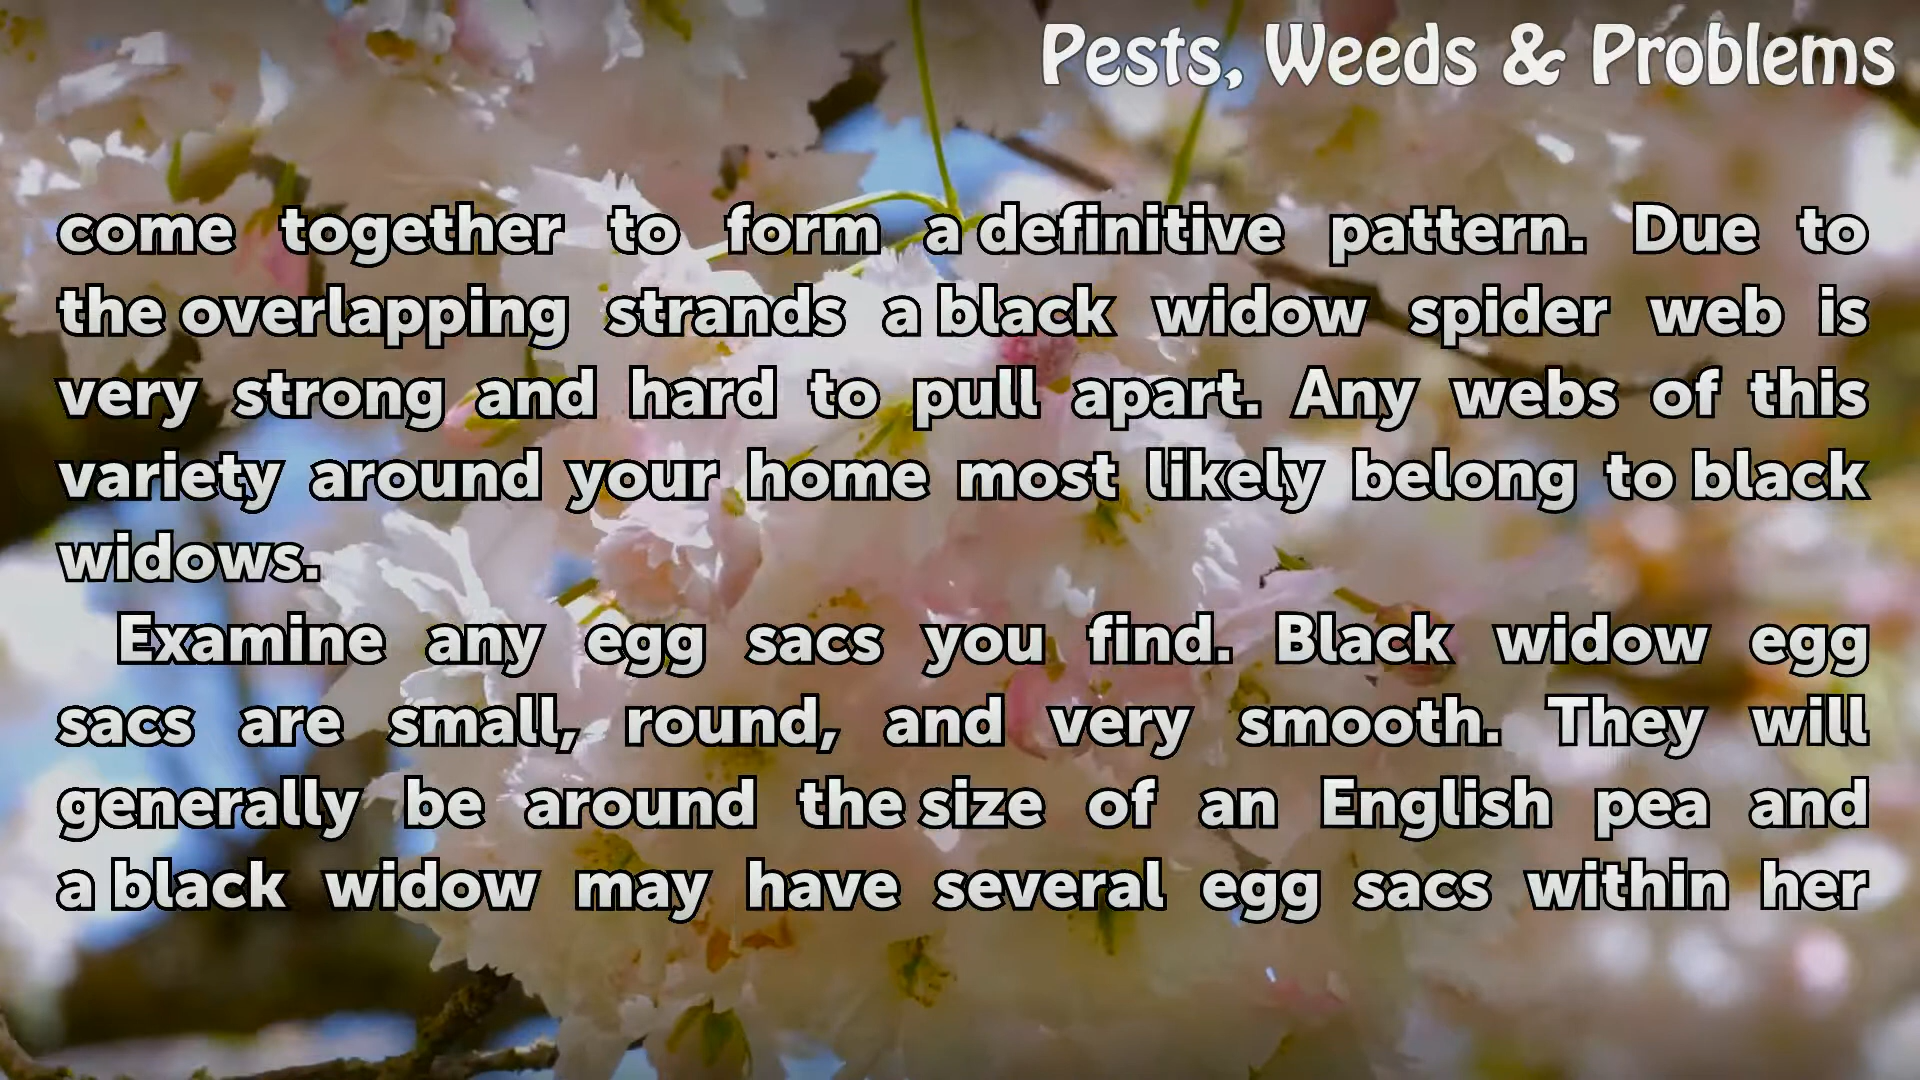 Pests, Weeds & Problems
come together to form a definitive pattern. Due to
the overlapping strands a black widow spider web is
very strong and hard to pull apart. Any webs of this
variety around your home most likely belong to black
widows.
Examine any egg sacs you find. Black widow egg
sacs are small, round, and very smooth. They will
generally be around the size of an English pea and
a black widow may have several egg sacs within her